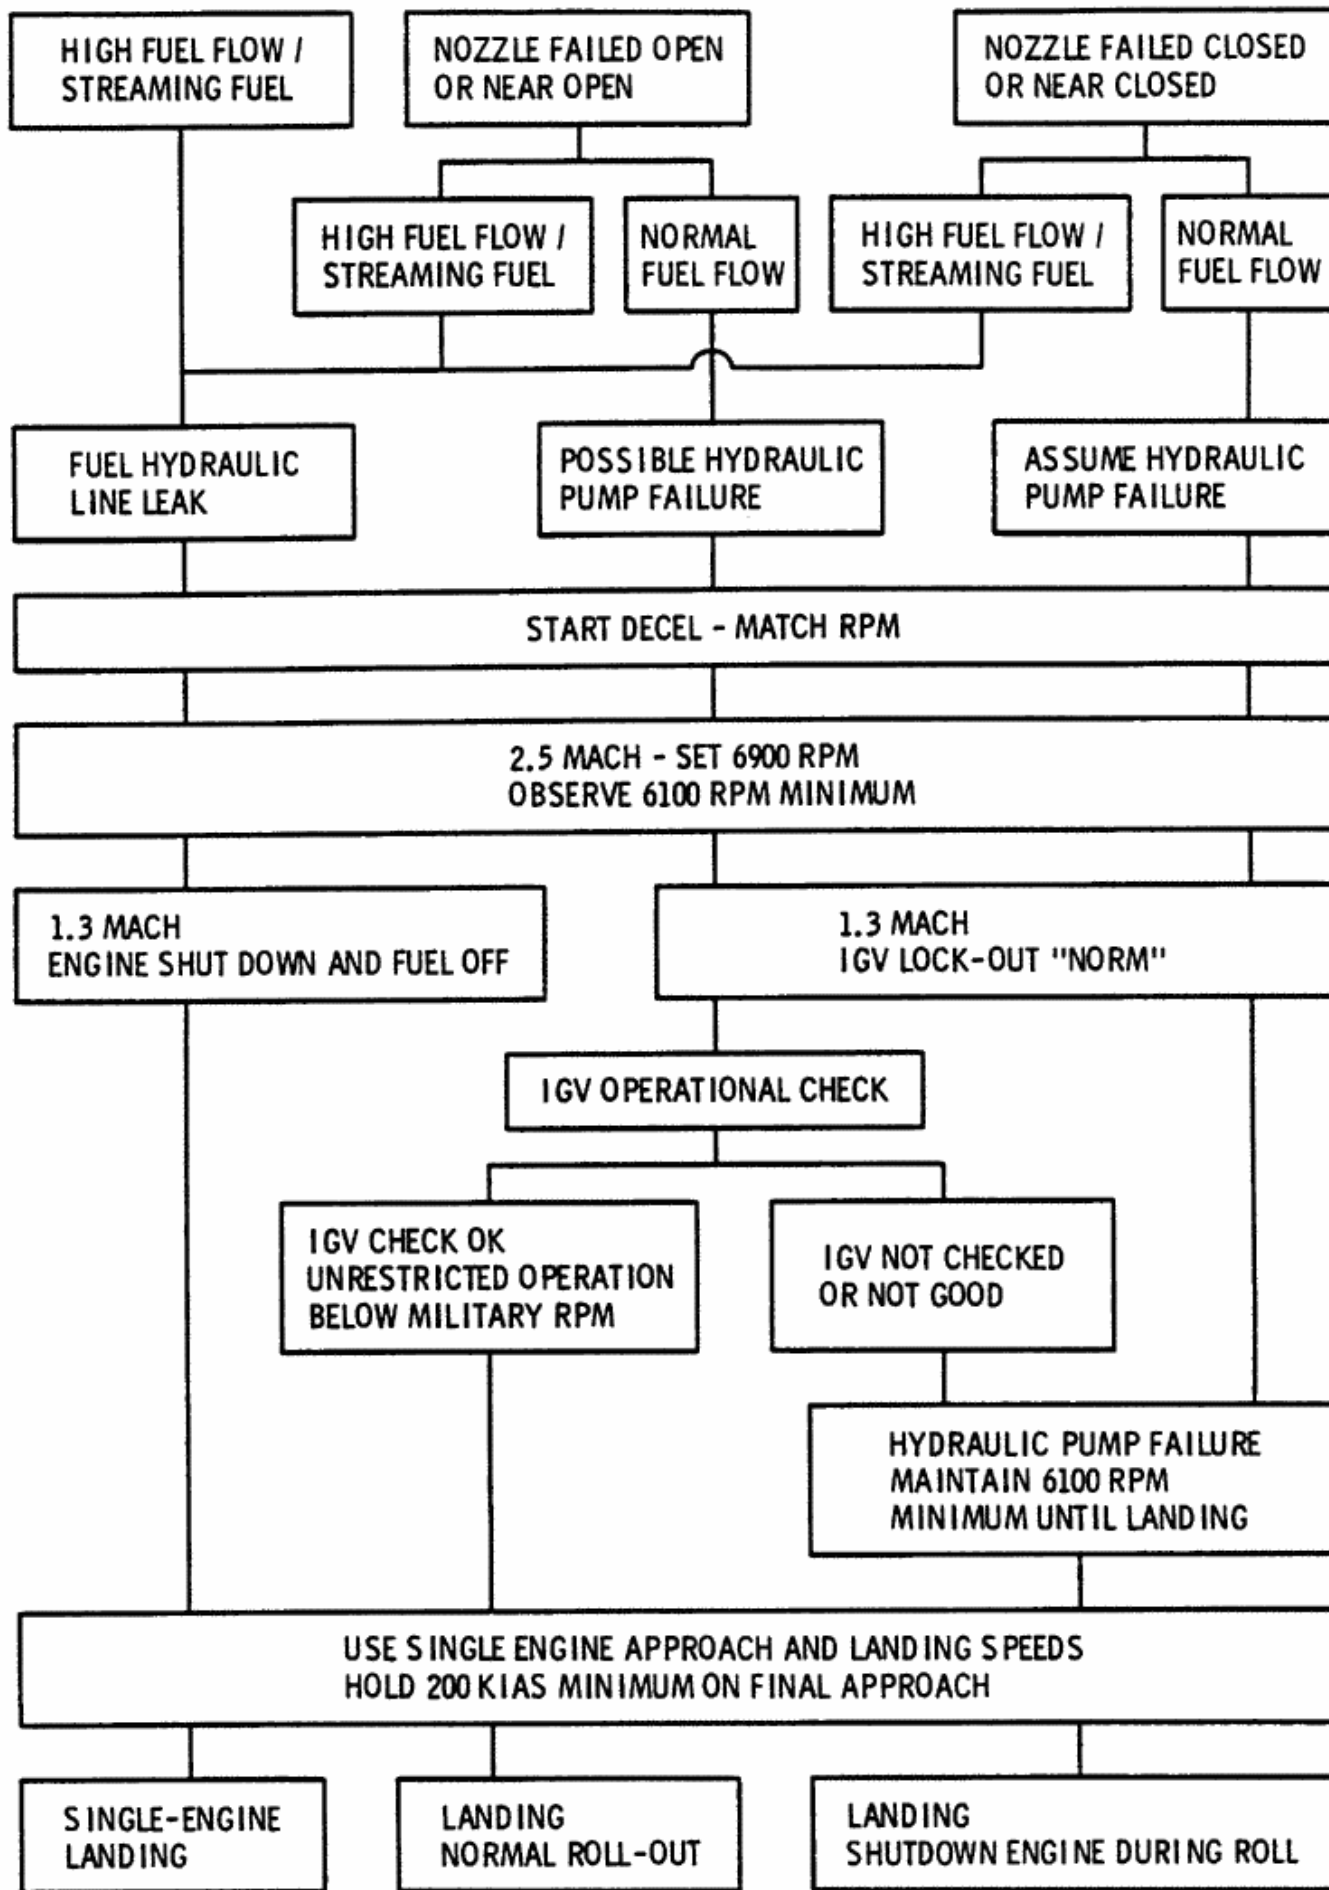 HIGH FUEL FLOW /
STREAMING FUEL
NOZZLE FAILED OPEN
OR NEAR OPEN
NOZZLE FAILED CLOSED
OR NEAR CLOSED
HIGH FUEL FLOW /
STREAMING FUEL
NORMAL
FUEL FLOW
HIGH FUEL FLOW /
STREAMING FUEL
NORMAL
FUEL FLOW
FUEL HYDRAULIC
LINE LEAK
POSSIBLE HYDRAULIC
PUMP FAILURE
ASSUME HYDRAULIC
PUMP FAILURE
START DECEL - MATCH RPM
2.5 MACH - SET 6900 RPM
OBSERVE 6100 RPM MINIMUM
1.3 MACH
ENGINE SHUT DOWN AND FUEL OFF
1.3 MACH
IGV LOCK-OUT "NORM"
IGV OPERATIONAL CHECK
IGV CHECK OK
UNRESTRICTED OPERATION
BELOW MILITARY RPM
IGV NOT CHECKED
OR NOT GOOD
HYDRAULIC PUMP FAILURE
MAINTAIN 6100 RPM
MINIMUM UNTIL LANDING
USE SINGLE ENGINE APPROACH AND LANDING SPEEDS
HOLD 200 KIAS MINIMUM ON FINAL APPROACH
SINGLE-ENGINE
LANDING
LANDING
NORMAL ROLL-OUT
LANDING
SHUTDOWN ENGINE DURING ROLL